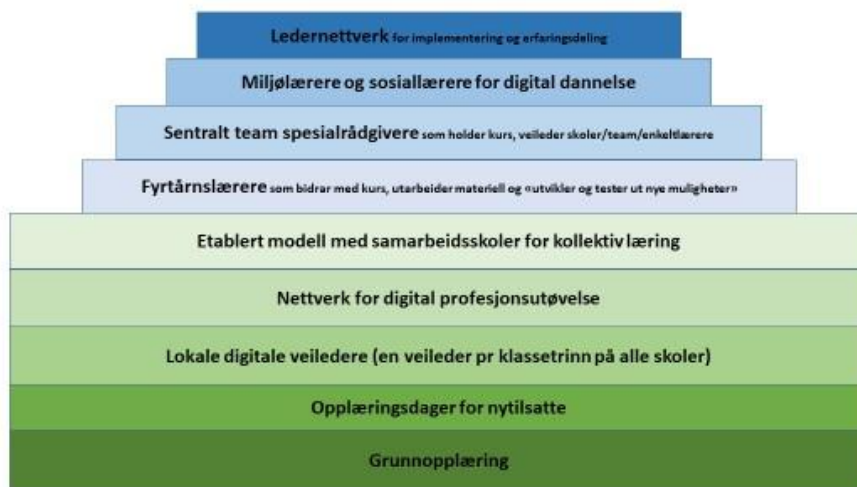 Ledernettverk for implementering og erfaringsdeling
Miljølærere og sosiallærere for digital dannelse
Sentralt team spesialrådgivere som holder kurs, veileder skoler/team/enkeltlærere
Fyrtårnslærere som bidrar med kurs, utarbeider materiell og «utvikler og tester ut nye muligheter»
Etablert modell med samarbeidsskoler for kollektiv læring
Nettverk for digital profesjonsutøvelse
Lokale digitale veiledere (en veileder pr klassetrinn på alle skoler)
Opplæringsdager for nytilsatte
Grunnopplæring